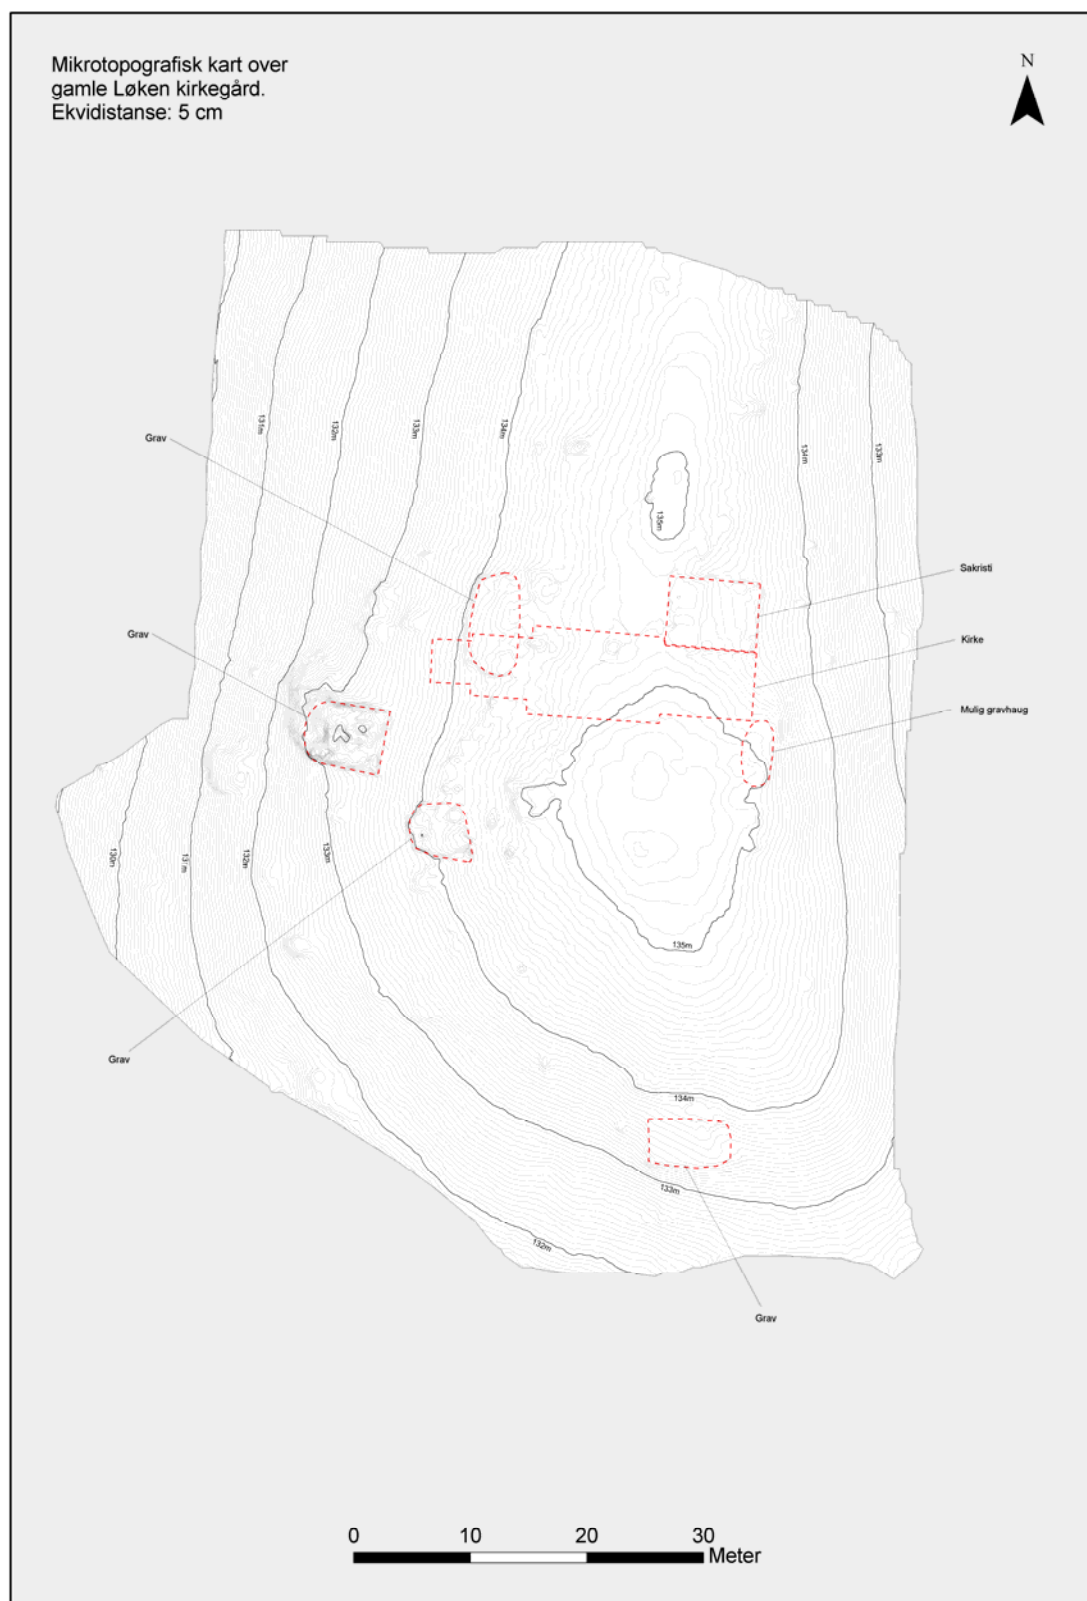 Mikrotopografisk kart over
gamle Løken kirkegård.
Ekvidistanse: 5 cm
N
131m
132m
133m
134m
134m
133m
Grav
135m
Sakristi
Grav
Kirke
Mulig gravhaug
130m
131m
132m
133m
135m
Grav
134m
133m
132m
Grav
0 10 20 30
Meter